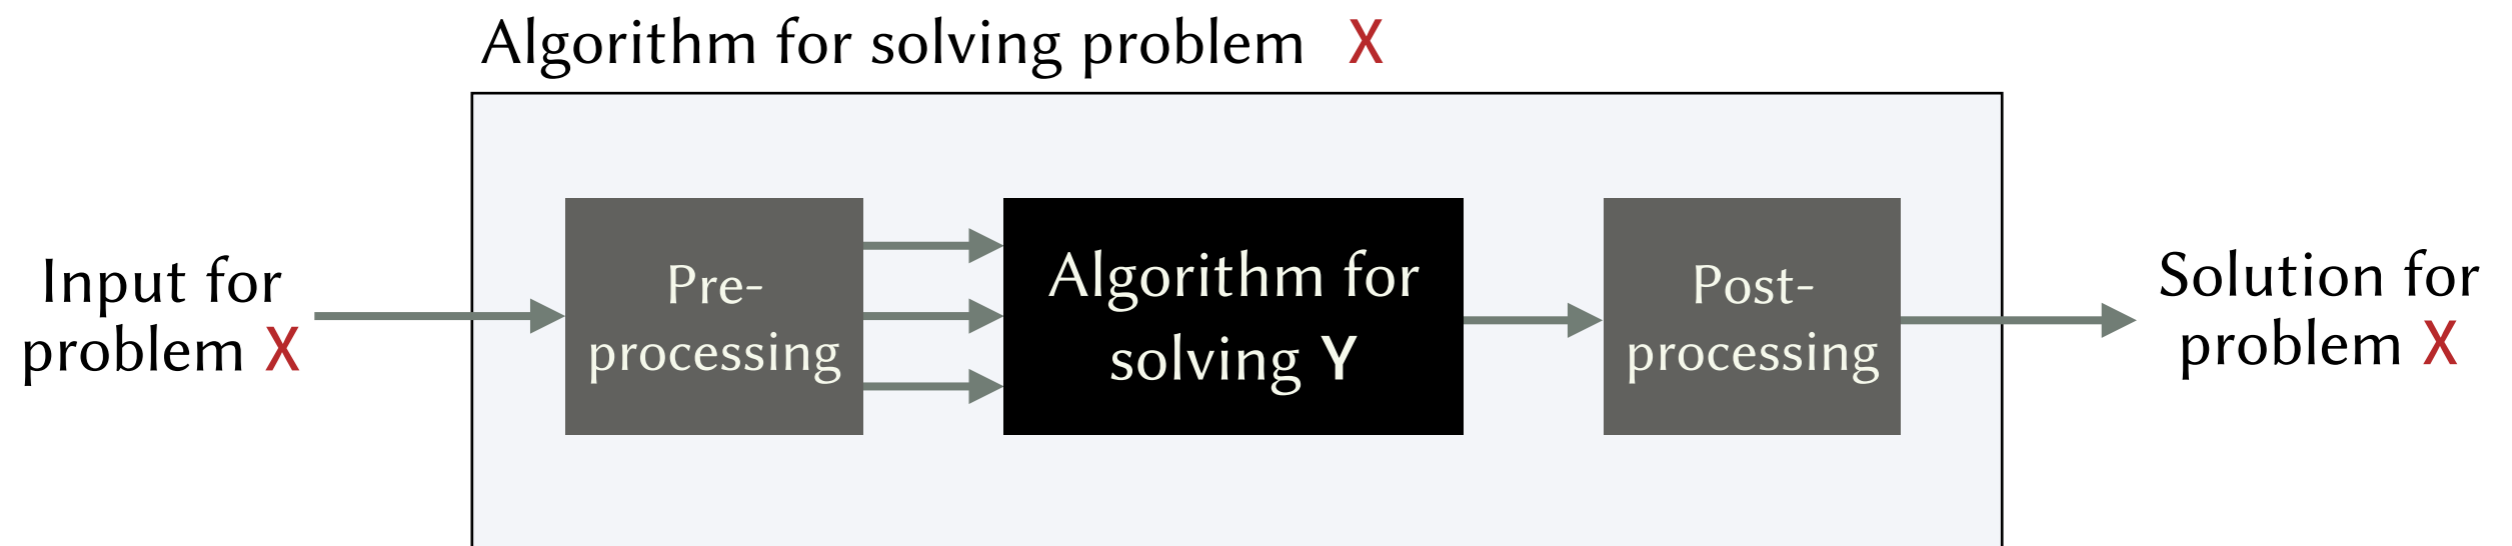 Algorithm for solving problem X
Input for
problem X
Pre-
processing
Algorithm for
solving Y
Post-
processing
Solution for
problem X